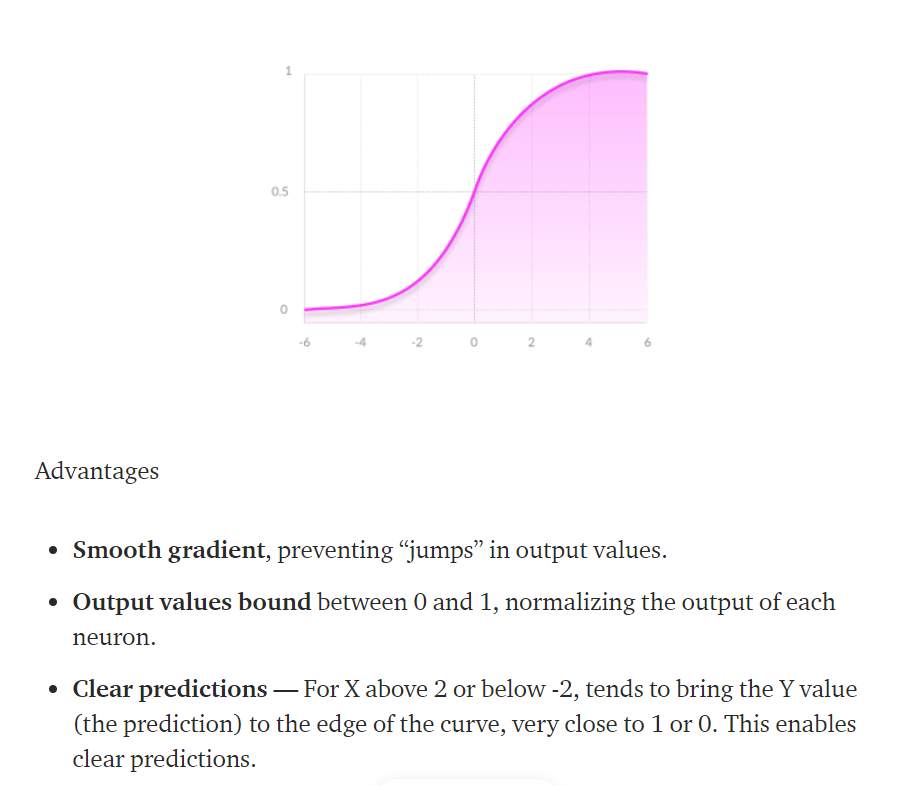 1
0.5
0
-6 -4 -2 0 2 4 6
Advantages
Smooth gradient, preventing “jumps” in output values.
Output values bound between 0 and 1, normalizing the output of each
neuron.
Clear predictions — For X above 2 or below -2, tends to bring the Y value
(the prediction) to the edge of the curve, very close to 1 or 0. This enables
clear predictions.